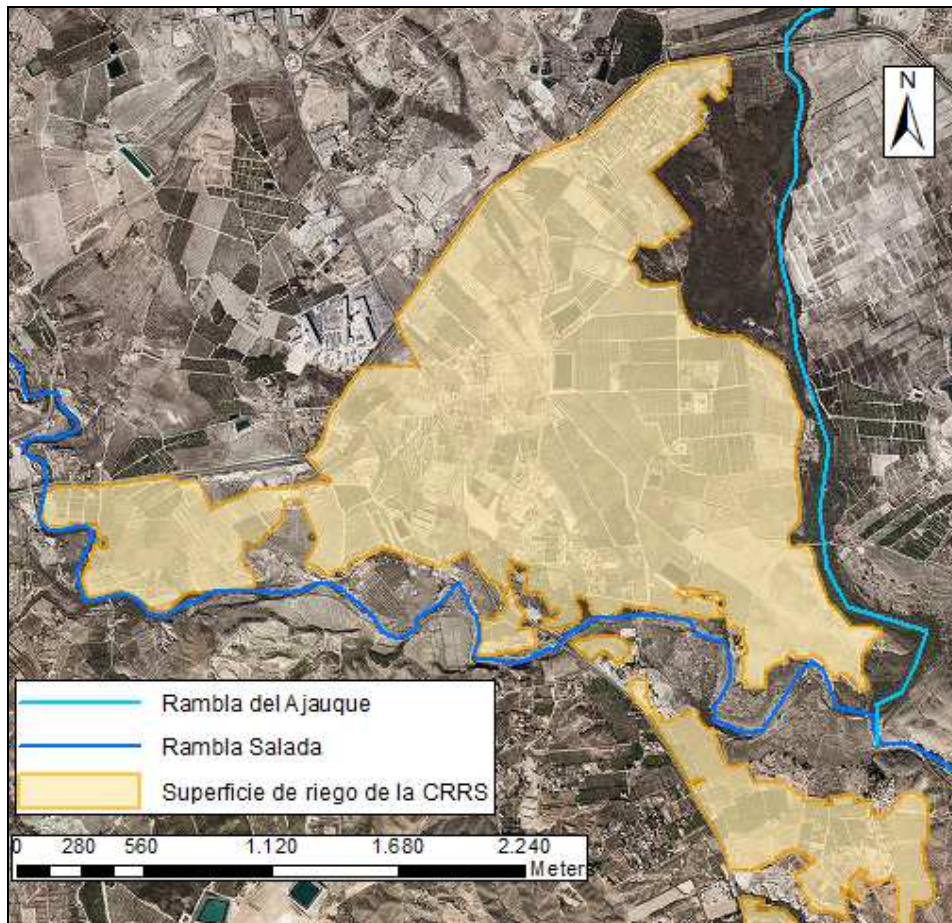 N
Rambla del Ajauque
Rambla Salada
Superficie de riego de la CRRS
0 280 560 1.120 1.680 2.240
Meter